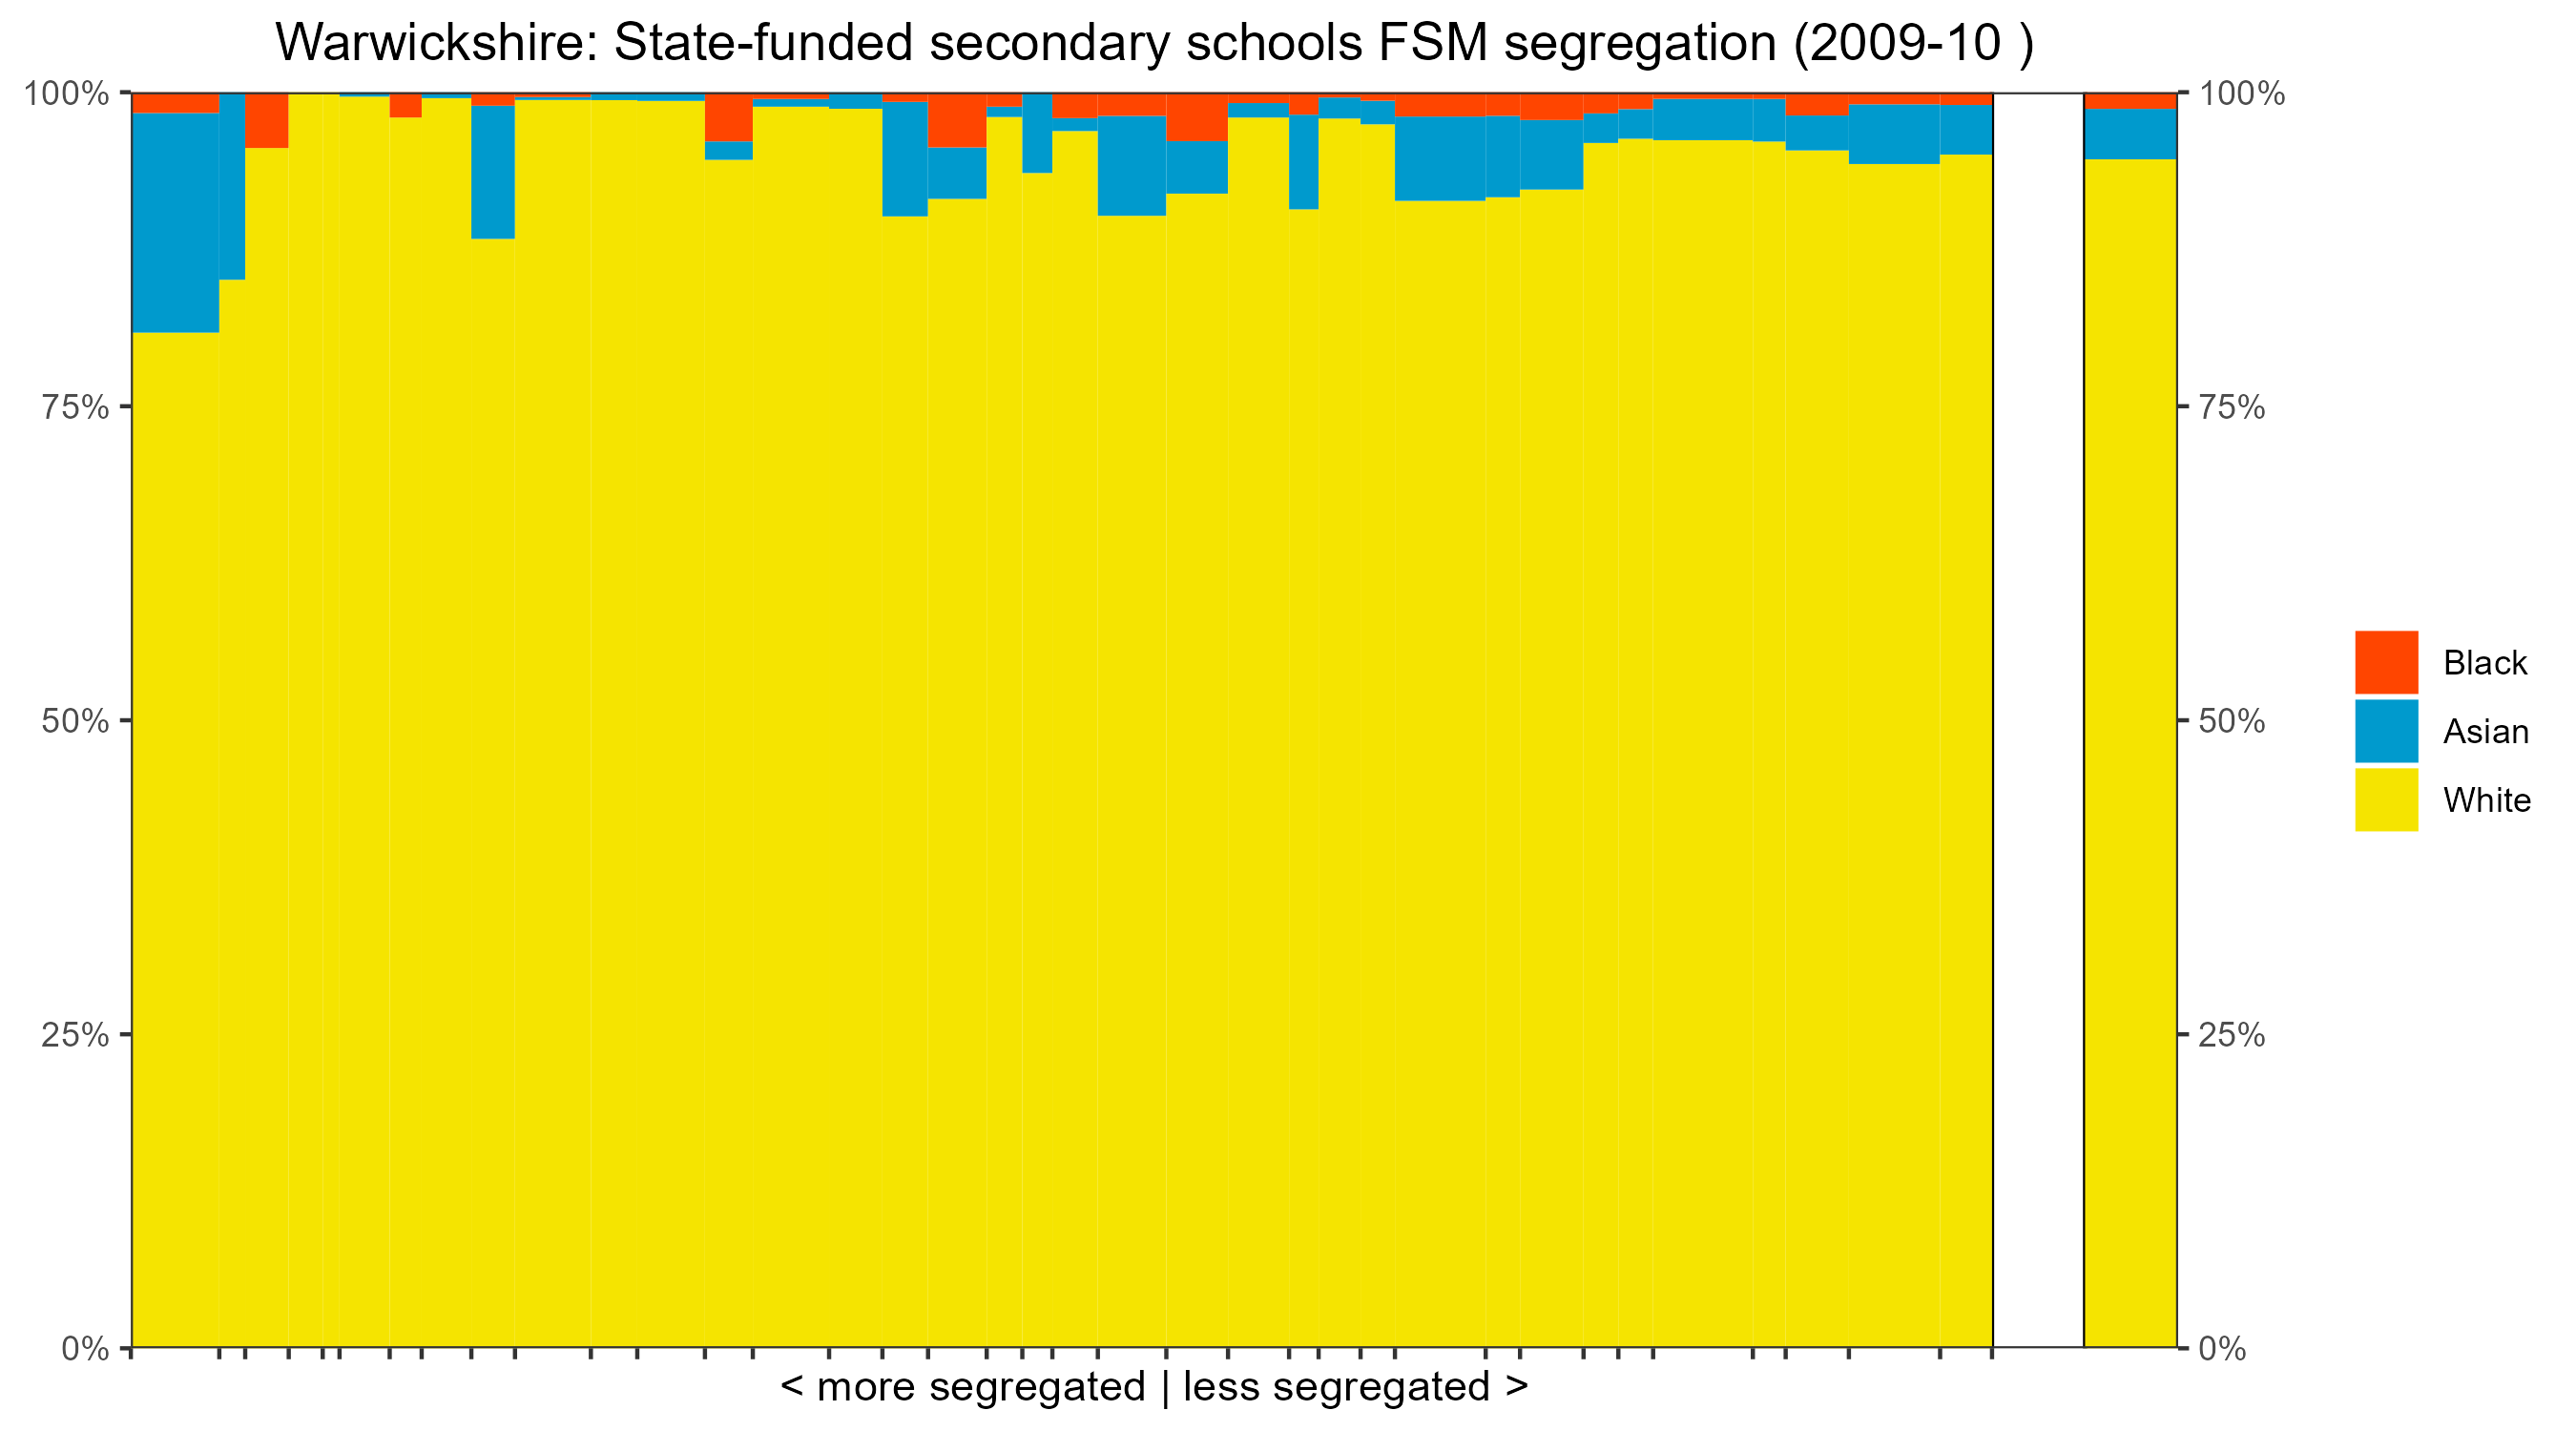 Warwickshire: State-funded secondary schools FSM segregation (2009-10 )
100%
75%
50%
25%
0%
100%
75%
50%
25%
0%
Black
Asian
White
< more segregated | less segregated >